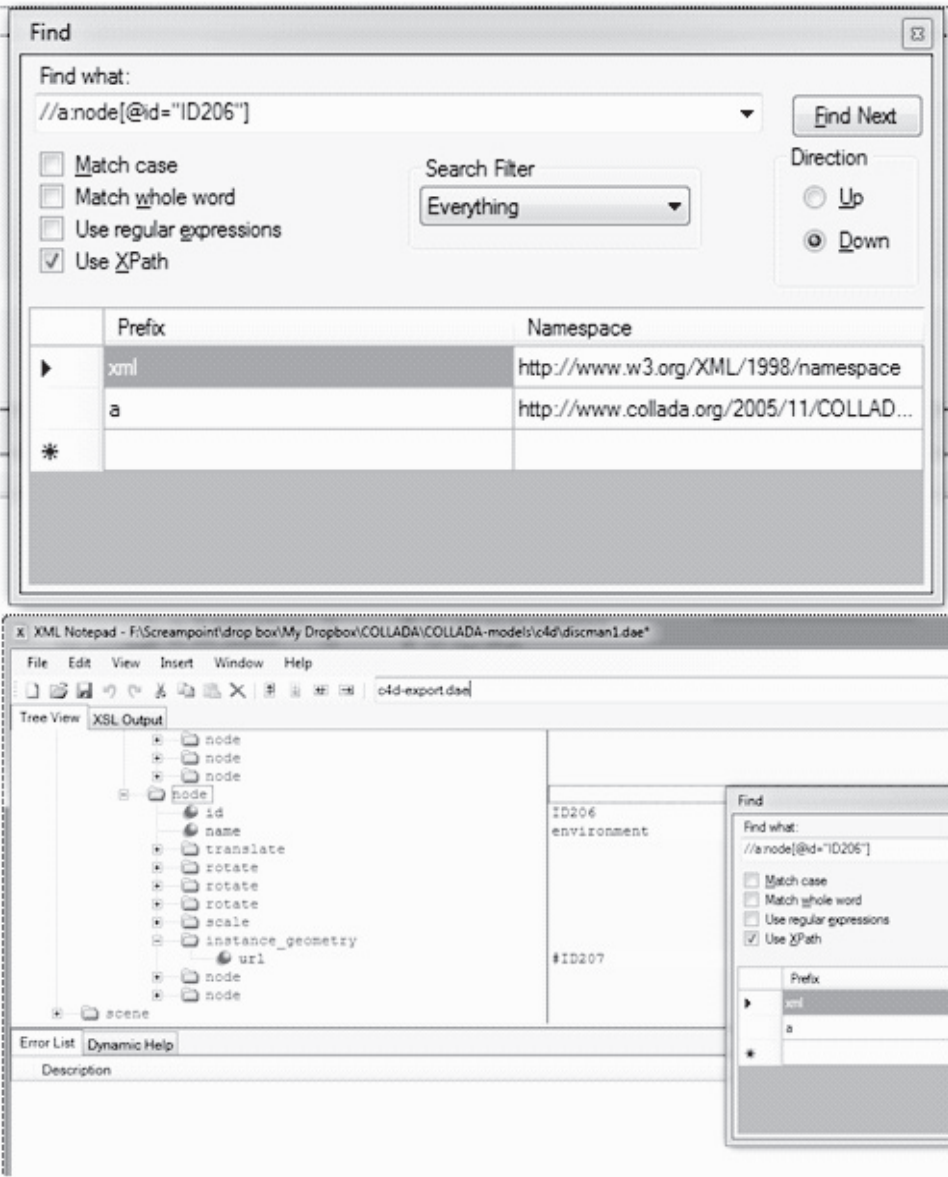 Find
Find what:
//a:node[@id="ID206"]
Find Next
Match case
Match whole word
Use regular expressions
Use XPath
Search Filter
Everything
Direction
Up
Down
Prefix Namespace
xml http://www.w3.org/XML/1998/namespace
a http://www.collada.org/2005/11/COLLAD...
XML Notepad - F:\Screampoint\drop box\My Dropbox\COLLADA\COLLADA-models\c4d\discman1.dae*
File Edit View Insert Window Help
c4d-export.dae
Tree View XSL Output
node
node
node
node
id ID206
name environment
translate
rotate
rotate
rotate
scale
instance_geometry
url #ID207
node
node
scene
Error List Dynamic Help
Description
Find
Find what:
//a:node[@id="ID206"]
Match case
Match whole word
Use regular expressions
Use XPath
Prefix
xml
a